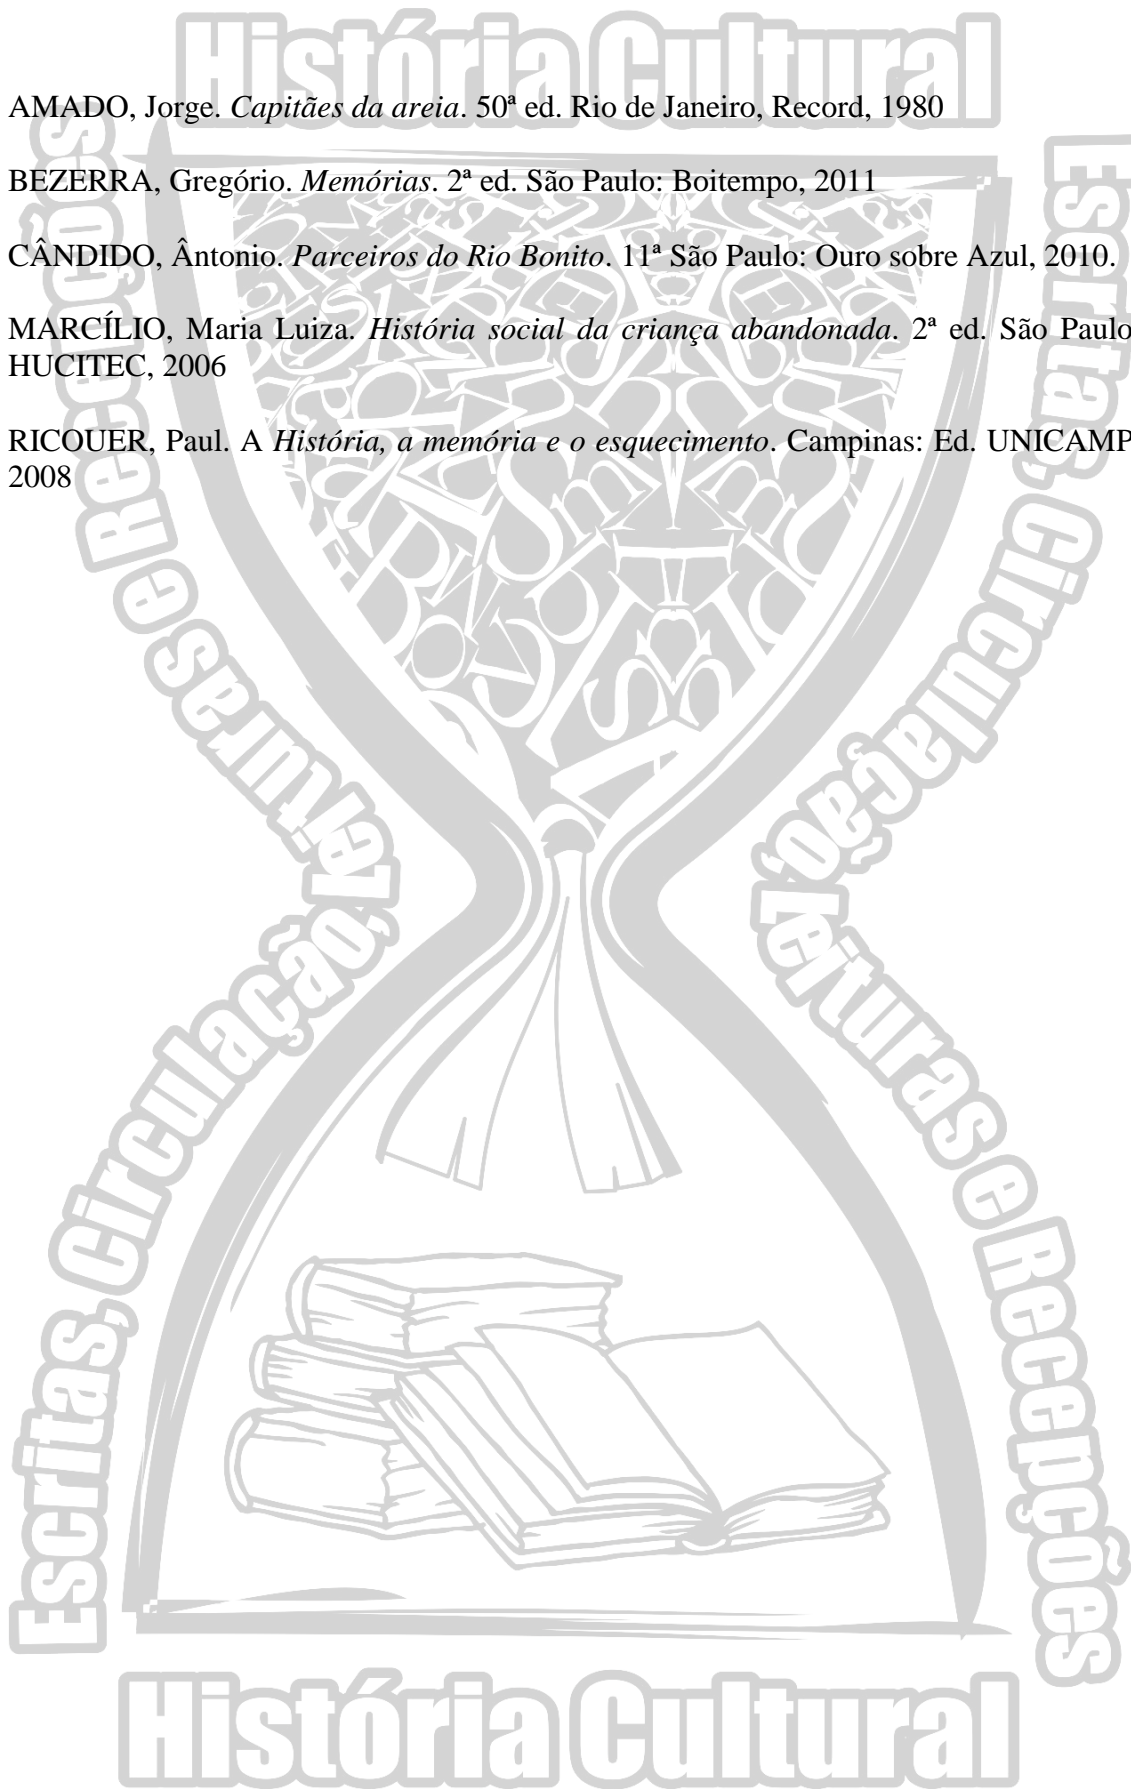 História Cultural
AMADO, Jorge. Capitães da areia. 50ª ed. Rio de Janeiro, Record, 1980
BEZERRA, Gregório. Memórias. 2ª ed. São Paulo: Boitempo, 2011
CÂNDIDO, Ântonio. Parceiros do Rio Bonito. 11ª São Paulo: Ouro sobre Azul, 2010.
MARCÍLIO, Maria Luiza. História social da criança abandonada. 2ª ed. São Paulo
HUCITEC, 2006
RICOUER, Paul. A História, a memória e o esquecimento. Campinas: Ed. UNICAMP
2008
Escritas, Circulação, Leituras e Recepções
Escritas, Circulação, Leituras e Recepções
História Cultural